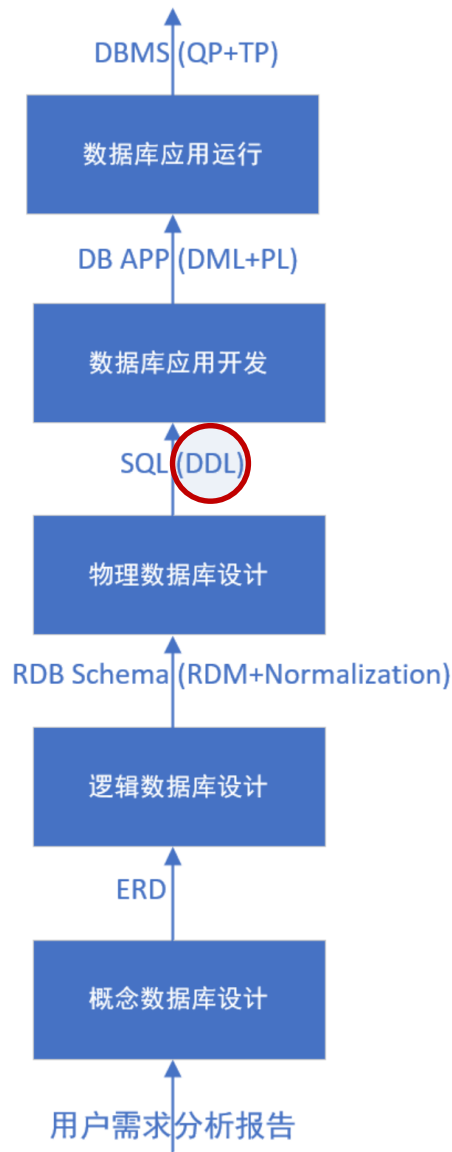 DBMS (QP+TP)
数据库应用运行
DB APP (DML+PL)
数据库应用开发
SQL (DDL)
物理数据库设计
RDB Schema (RDM+Normalization)
逻辑数据库设计
ERD
概念数据库设计
用户需求分析报告